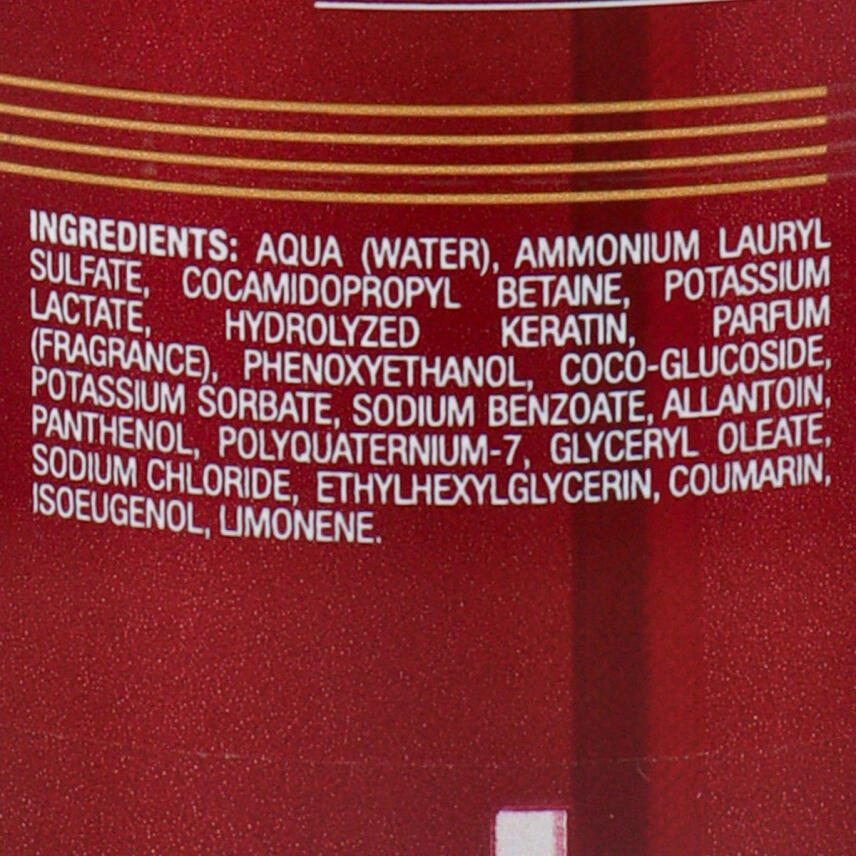 INGREDIENTS: AQUA (WATER), AMMONIUM LAURYL
SULFATE, COCAMIDOPROPYL BETAINE, POTASSIUM
LACTATE, HYDROLYZED KERATIN, PARFUM
(FRAGRANCE), PHENOXYETHANOL, COCO-GLUCOSIDE,
POTASSIUM SORBATE, SODIUM BENZOATE, ALLANTOIN,
PANTHENOL, POLYQUATERNIUM-7, GLYCERYL OLEATE,
SODIUM CHLORIDE, ETHYLHEXYLGLYCERIN, COUMARIN,
ISOEUGENOL, LIMONENE.